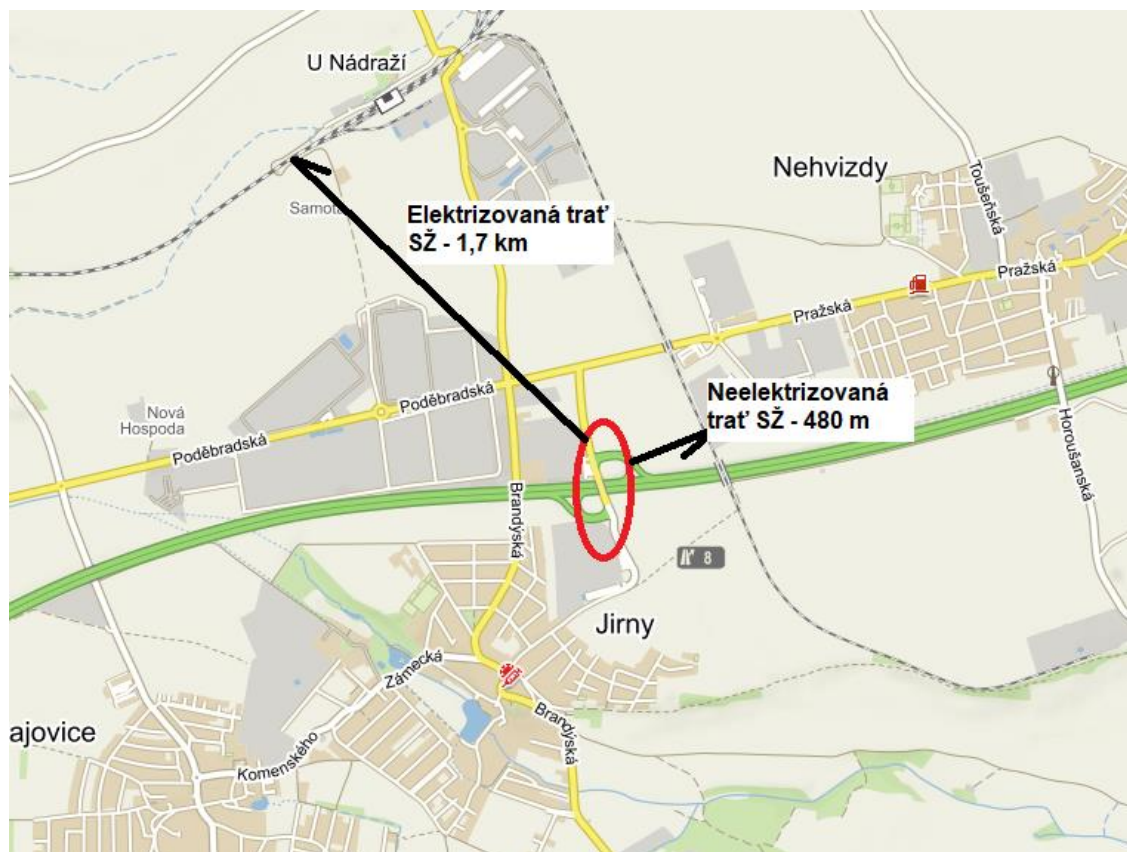 U Nádraží
Nehvizdy
Toušeňská
Samota
Elektrizovaná trať
SŽ - 1,7 km
Pražská
Pražská
Neelektrizovaná
trať SŽ - 480 m
Poděbradská
Nová
Hospoda
Poděbradská
Horoušanská
Brandýská
8
Jirny
Zámecká
Brandýská
ajovice
Komenského